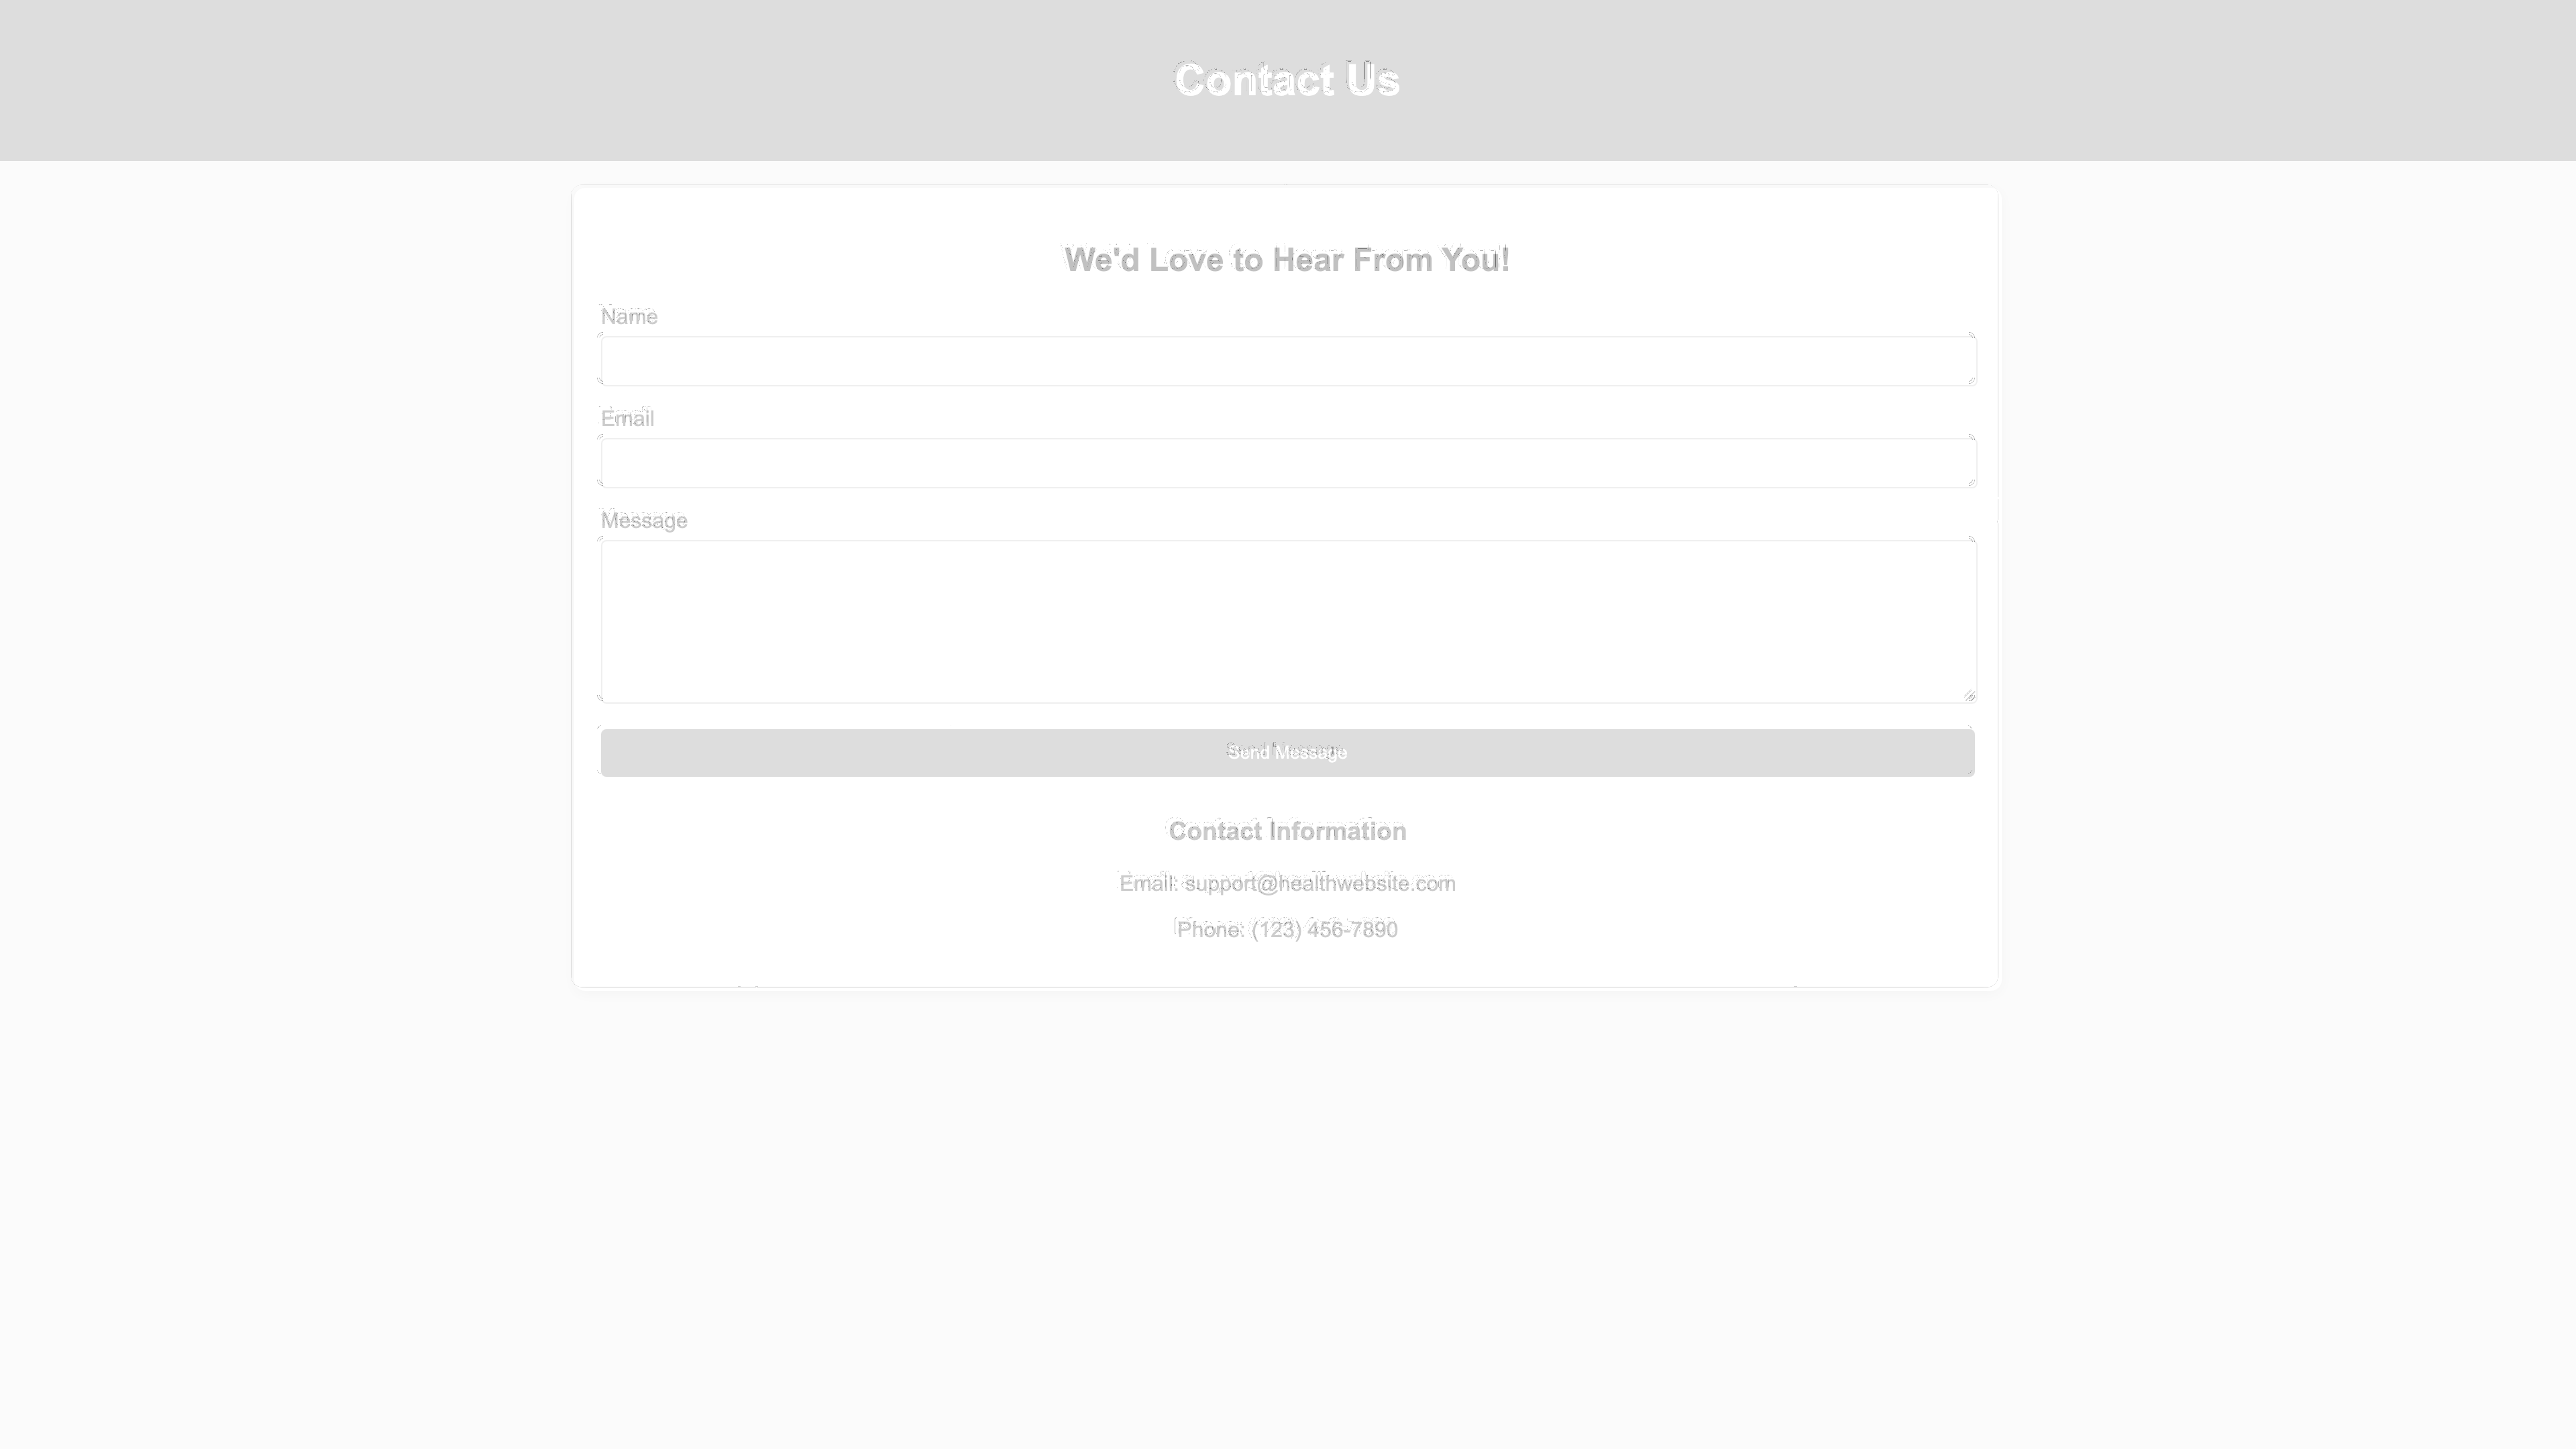 Contact Us
We'd Love to Hear From You!
Name
Email
Message
Send Message
Contact Information
Email: support@healthwebsite.com
Phone: (123) 456-7890